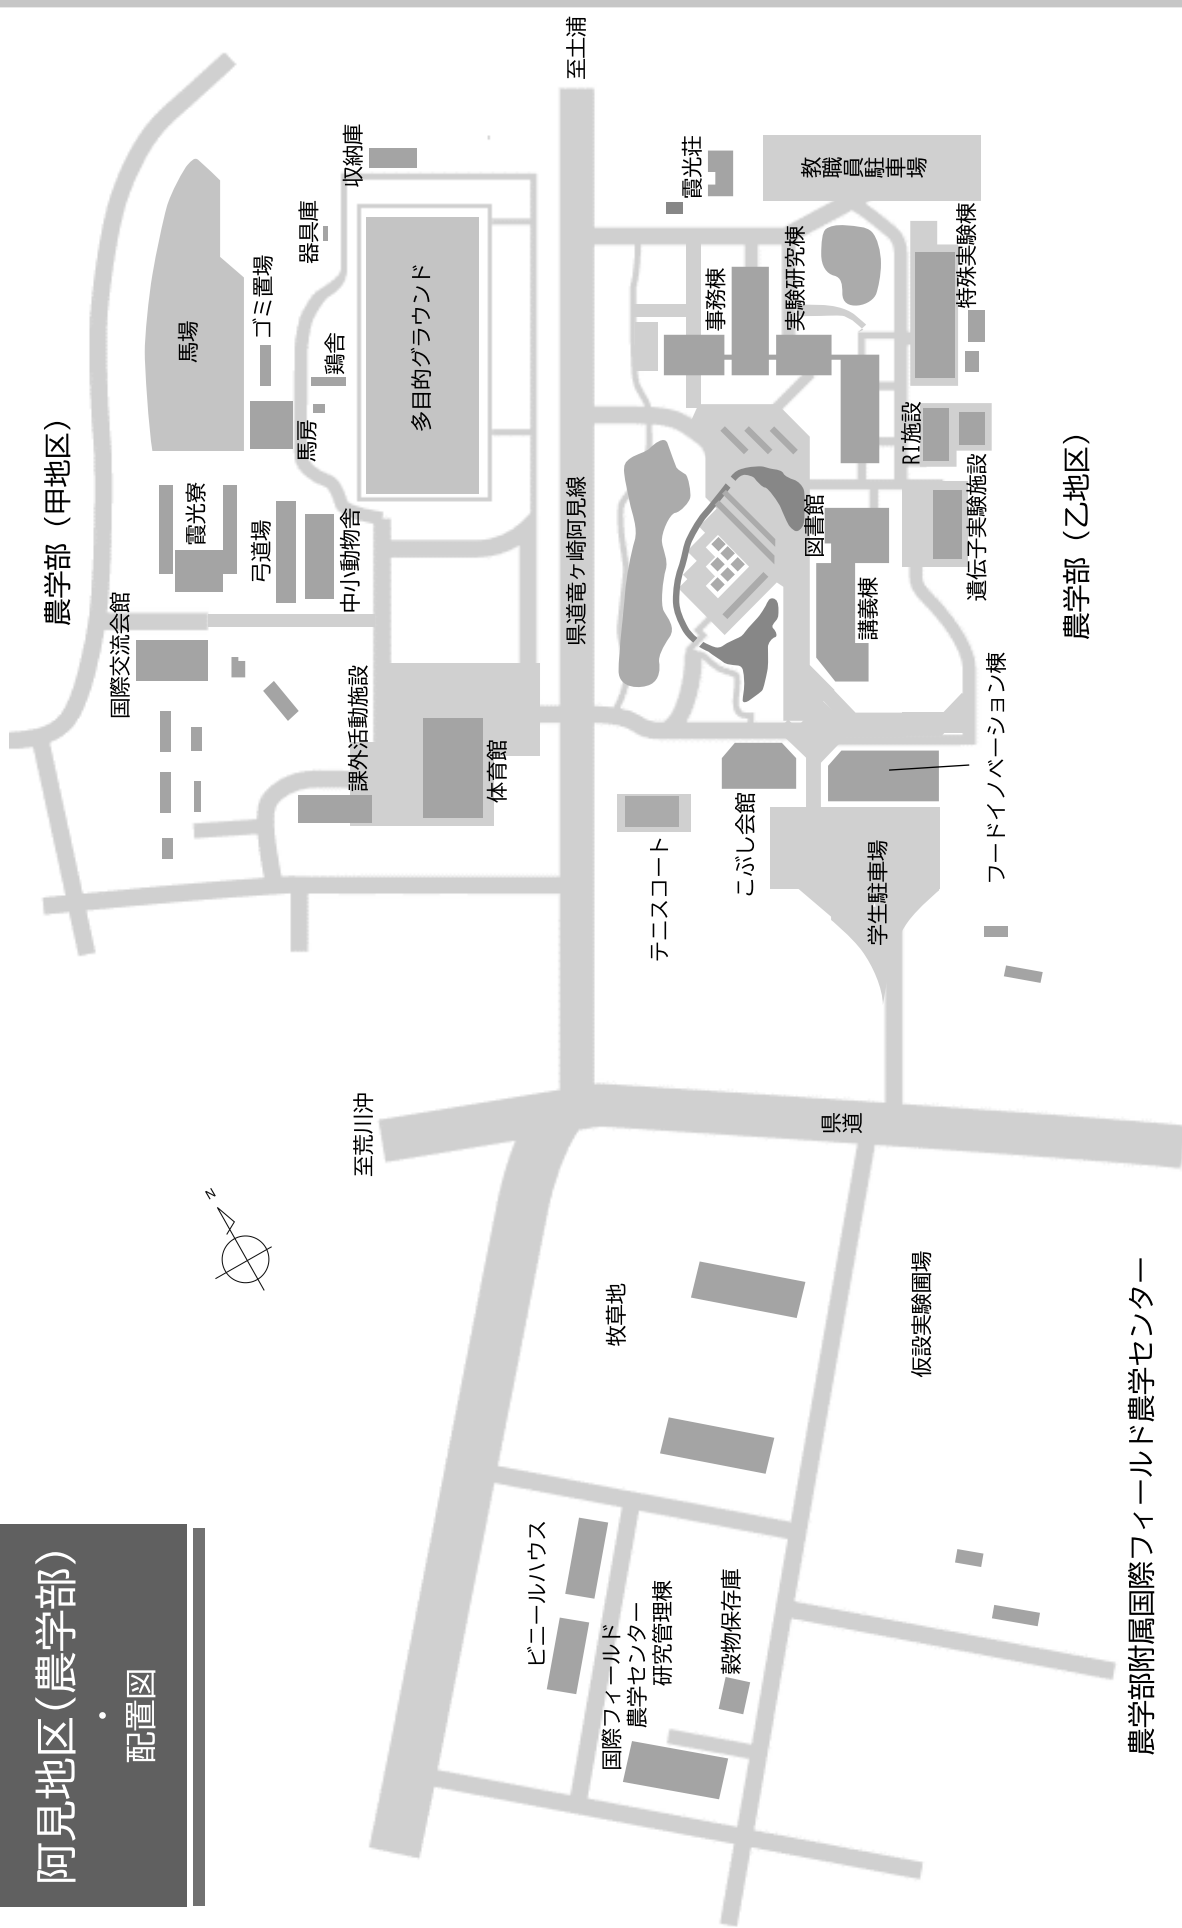 阿見地区(農学部)
・
配置図
農学部(甲地区)
国際交流会館
霞光寮
弓道場
中小動物舎
馬場
ゴミ置場
器具庫
収納庫
鶏舎
馬房
多目的グラウンド
課外活動施設
体育館
県道竜ヶ崎阿見線
至土浦
霞光荘
教
職
員
駐
車
場
事務棟
実験研究棟
特殊実験棟
RI施設
遺伝子実験施設
図書館
講義棟
農学部(乙地区)
フードイノベーション棟
こぶし会館
テニスコート
学生駐車場
至荒川沖
県
道
N
牧草地
仮設実験圃場
ビニールハウス
国際フィールド
農学センター
研究管理棟
穀物保存庫
農学部附属国際フィールド農学センター